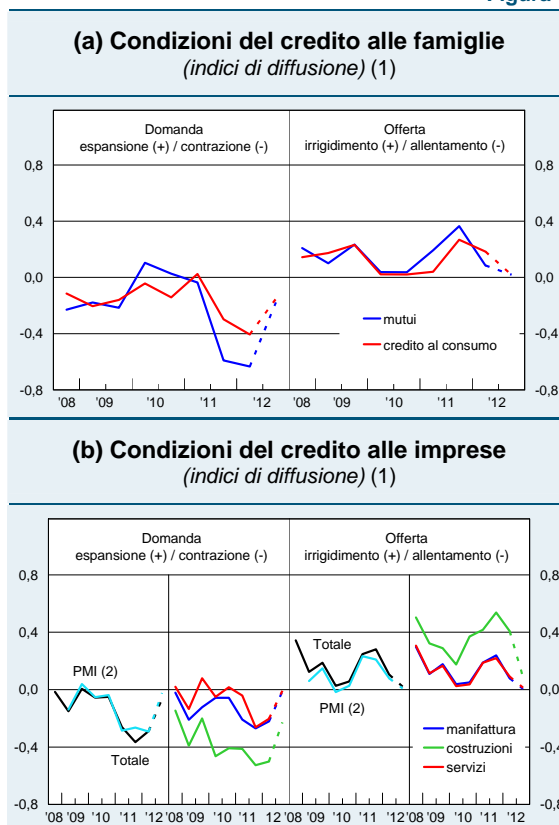 Figura
(a) Condizioni del credito alle famiglie
(indici di diffusione) (1)
Domanda
espansione (+) / contrazione (-)
Offerta
irrigidimento (+) / allentamento (-)
0,8 0,8
0,4 0,4
0,0 0,0
-0,4 -0,4
-0,8 -0,8
mutui
credito al consumo
'08 '09 '10 '11 '12 '08 '09 '10 '11 '12
(b) Condizioni del credito alle imprese
(indici di diffusione) (1)
Domanda
espansione (+) / contrazione (-)
Offerta
irrigidimento (+) / allentamento (-)
0,8 0,8
0,4 0,4
0,0 0,0
-0,4 -0,4
-0,8 -0,8
PMI (2)
Totale
Totale
PMI (2)
manifattura
costruzioni
servizi
'08 '09 '10 '11 '12 '08 '09 '10 '11 '12 '08 '09 '10 '11 '12 '08 '09 '10 '11 '12